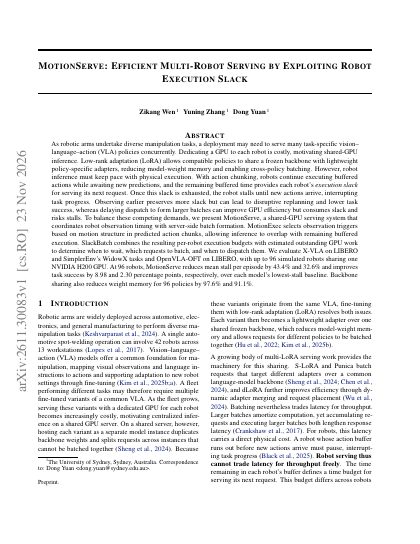 MOTIONSERVE: EFFICIENT MULTI-ROBOT SERVING BY EXPLOITING ROBOT
EXECUTION SLACK
Zikang Wen 1 Yuning Zhang 1 Dong Yuan 1
ABSTRACT
As robotic arms undertake diverse manipulation tasks, a deployment may need to serve many task-specific vision–
language–action (VLA) policies concurrently. Dedicating a GPU to each robot is costly, motivating shared-GPU
inference. Low-rank adaptation (LoRA) allows compatible policies to share a frozen backbone with lightweight
policy-specific adapters, reducing model-weight memory and enabling cross-policy batching. However, robot
inference must keep pace with physical execution. With action chunking, robots continue executing buffered
actions while awaiting new predictions, and the remaining buffered time provides each robot's execution slack
for serving its next request. Once this slack is exhausted, the robot stalls until new actions arrive, interrupting
task progress. Observing earlier preserves more slack but can lead to disruptive replanning and lower task
success, whereas delaying dispatch to form larger batches can improve GPU efficiency but consumes slack and
risks stalls. To balance these competing demands, we present MotionServe, a shared-GPU serving system that
coordinates robot observation timing with server-side batch formation. MotionExec selects observation triggers
based on motion structure in predicted action chunks, allowing inference to overlap with remaining buffered
execution. SlackBatch combines the resulting per-robot execution budgets with estimated outstanding GPU work
to determine when to wait, which requests to batch, and when to dispatch them. We evaluate X-VLA on LIBERO
and SimplerEnv's WidowX tasks and OpenVLA-OFT on LIBERO, with up to 96 simulated robots sharing one
NVIDIA H200 GPU. At 96 robots, MotionServe reduces mean stall per episode by 43.4% and 32.6% and improves
task success by 8.98 and 2.30 percentage points, respectively, over each model's lowest-stall baseline. Backbone
sharing also reduces weight memory for 96 policies by 97.6% and 91.1%.
1 INTRODUCTION
Robotic arms are widely deployed across automotive, elec-
tronics, and general manufacturing to perform diverse ma-
nipulation tasks (Keshvarparast et al., 2024). A single auto-
motive spot-welding operation can involve 42 robots across
13 workstations (Lopes et al., 2017). Vision–language–
action (VLA) models offer a common foundation for ma-
nipulation, mapping visual observations and language in-
structions to actions and supporting adaptation to new robot
settings through fine-tuning (Kim et al., 2025b;a). A fleet
performing different tasks may therefore require multiple
fine-tuned variants of a common VLA. As the fleet grows,
serving these variants with a dedicated GPU for each robot
becomes increasingly costly, motivating centralized infer-
ence on a shared GPU server. On a shared server, however,
hosting each variant as a separate model instance duplicates
backbone weights and splits requests across instances that
cannot be batched together (Sheng et al., 2024). Because
1The University of Sydney, Sydney, Australia. Correspondence
to: Dong Yuan <dong.yuan@sydney.edu.au>.
Preprint.
these variants originate from the same VLA, fine-tuning
them with low-rank adaptation (LoRA) resolves both issues.
Each variant then becomes a lightweight adapter over one
shared frozen backbone, which reduces model-weight mem-
ory and allows requests for different policies to be batched
together (Hu et al., 2022; Kim et al., 2025b).
A growing body of multi-LoRA serving work provides the
machinery for this sharing. S-LoRA and Punica batch
requests that target different adapters over a common
language-model backbone (Sheng et al., 2024; Chen et al.,
2024), and dLoRA further improves efficiency through dy-
namic adapter merging and request placement (Wu et al.,
2024). Batching nevertheless trades latency for throughput.
Larger batches amortize computation, yet accumulating re-
quests and executing larger batches both lengthen response
latency (Crankshaw et al., 2017). For robots, this latency
carries a direct physical cost. A robot whose action buffer
runs out before new actions arrive must pause, interrupt-
ing task progress (Black et al., 2025). Robot serving thus
cannot trade latency for throughput freely. The time
remaining in each robot's buffer defines a time budget for
serving its next request. This budget differs across robots
arXiv:2611.30083v1 [cs.RO] 23 Nov 2026